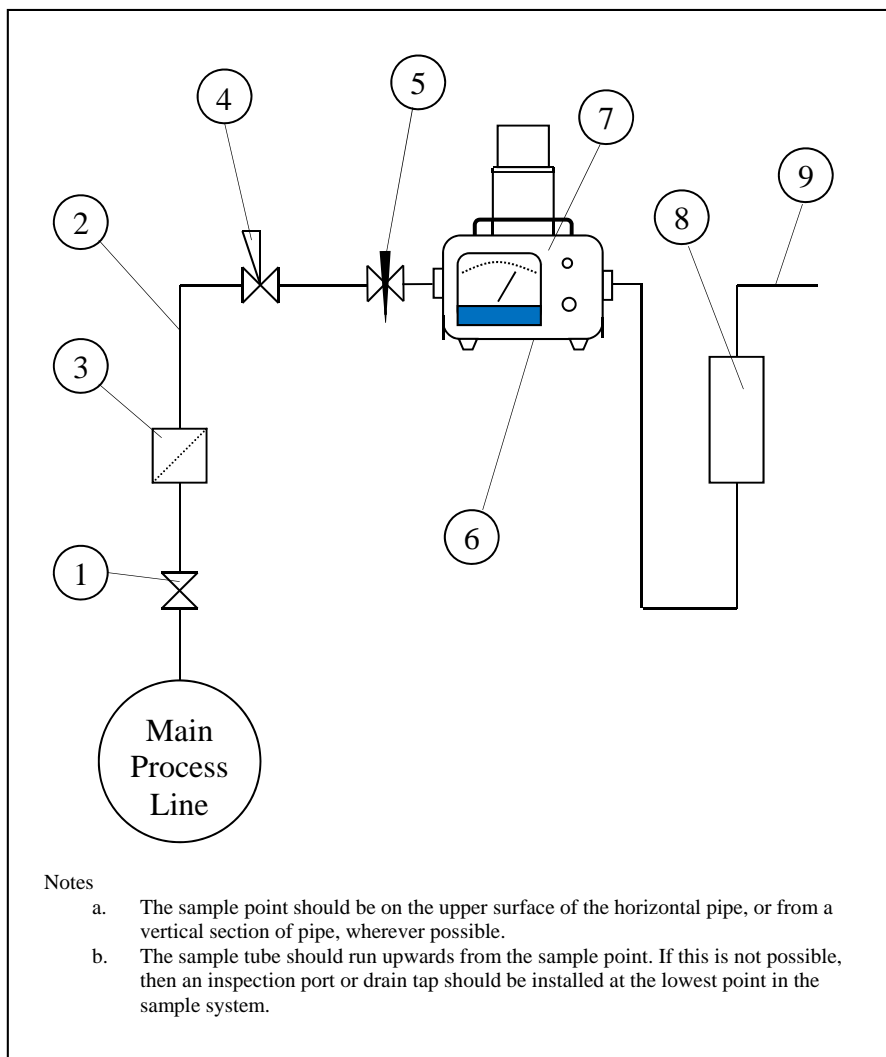 4
5
7
9
2
8
3
6
1
Main
Process
Line
Notes
a. The sample point should be on the upper surface of the horizontal pipe, or from a
vertical section of pipe, wherever possible.
b. The sample tube should run upwards from the sample point. If this is not possible,
then an inspection port or drain tap should be installed at the lowest point in the
sample system.